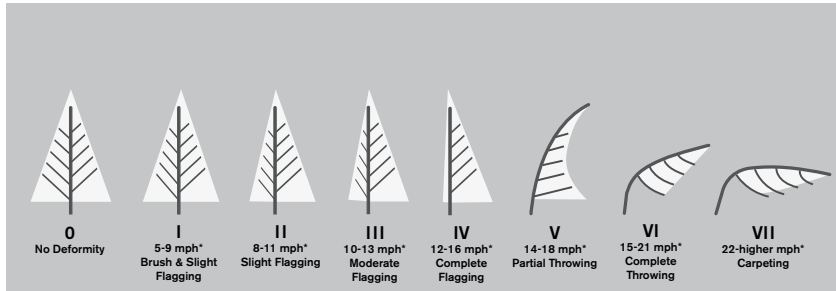 0
No Deformity
I
5-9 mph*
Brush & Slight
Flagging
II
8-11 mph*
Slight Flagging
III
10-13 mph*
Moderate
Flagging
IV
12-16 mph*
Complete
Flagging
V
14-18 mph*
Partial Throwing
VI
15-21 mph*
Complete
Throwing
VII
22-higher mph*
Carpeting